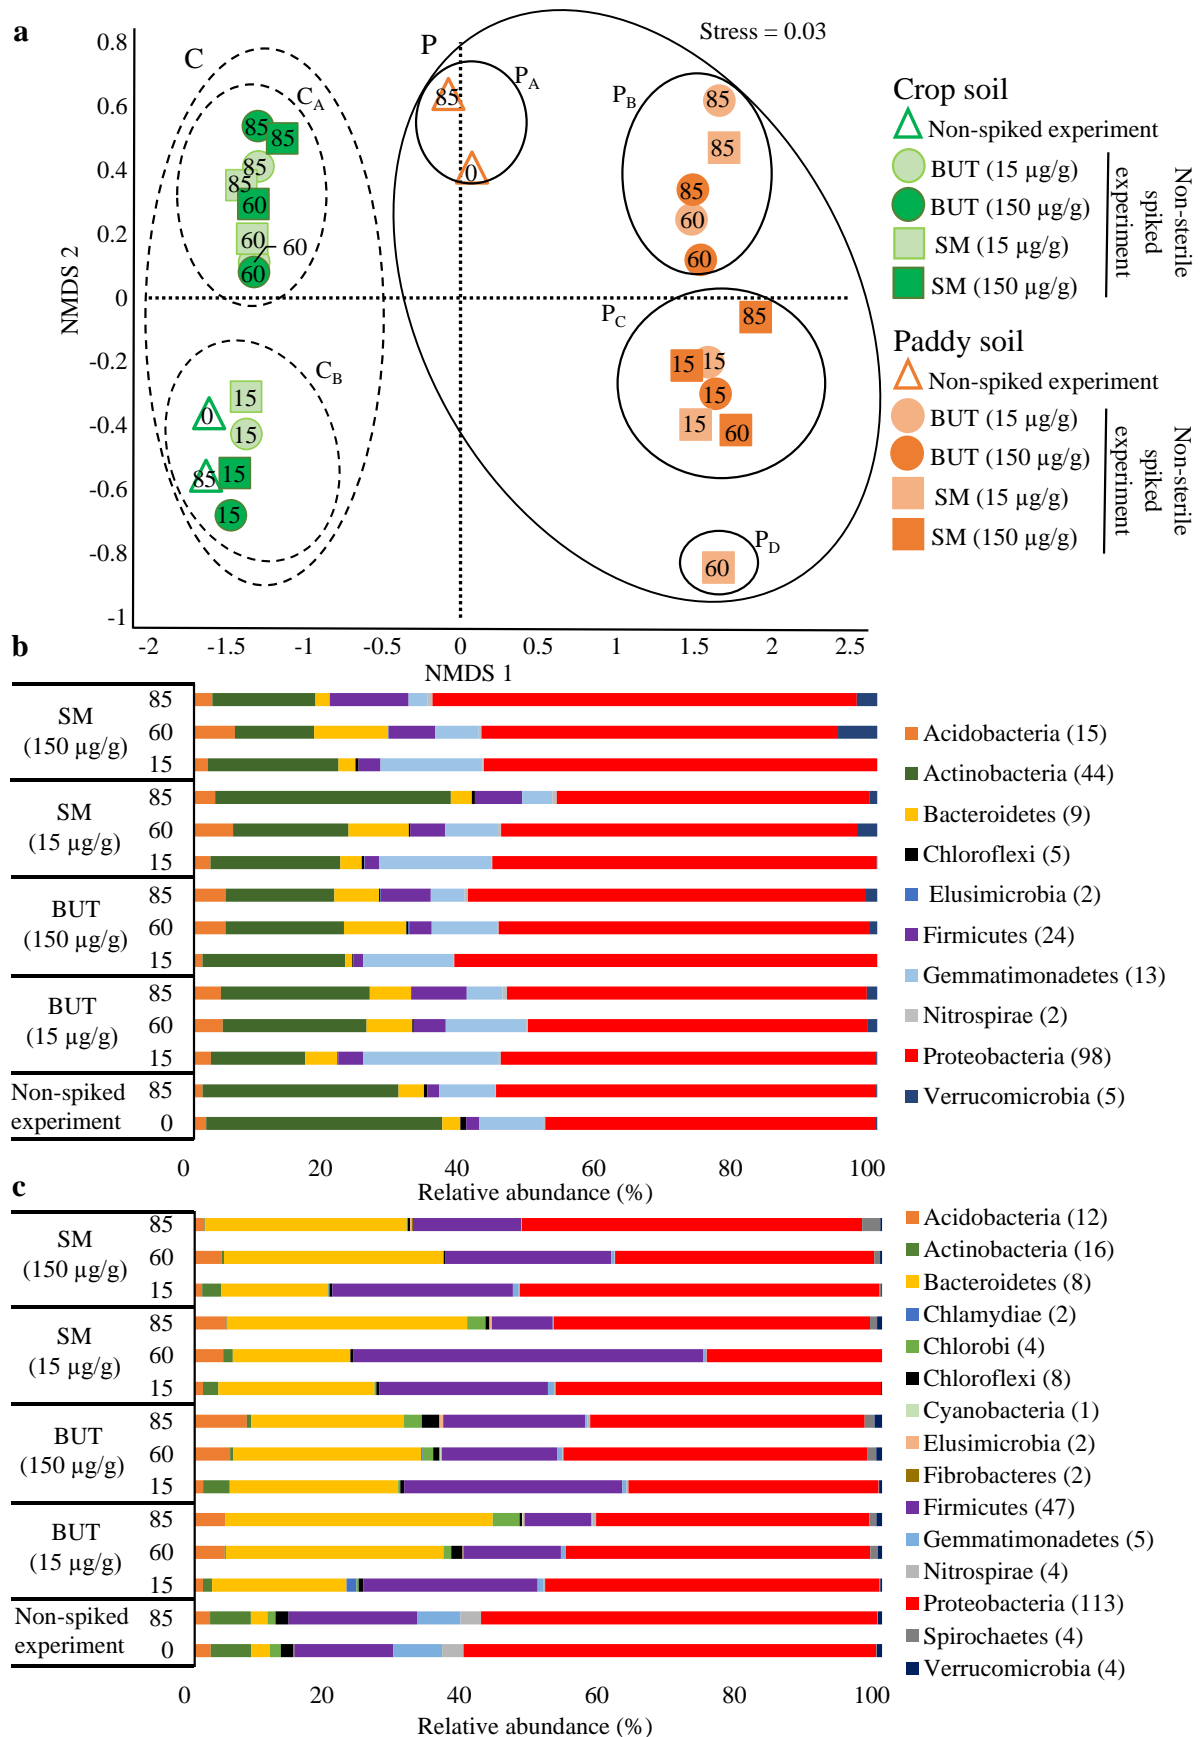 a
Stress = 0.03
NMDS 2
0.8
0.6
0.4
0.2
0
-0.2
-0.4
-0.6
-0.8
-1
C
C_A
C_B
P
P_A
P_B
P_C
P_D
85
85
85
85
60
60
60
60
15
0
15
85
15
15
85
0
85
85
85
60
60
85
15
15
15
15
60
60
-2
-1.5
-1
-0.5
0
0.5
1
1.5
2
2.5
NMDS 1
Crop soil
Non-spiked experiment
BUT (15 µg/g)
BUT (150 µg/g)
SM (15 µg/g)
SM (150 µg/g)
Non-sterile
spiked
experiment
Paddy soil
Non-spiked experiment
BUT (15 µg/g)
BUT (150 µg/g)
SM (15 µg/g)
SM (150 µg/g)
Non-sterile
spiked
experiment
b
SM
(150 µg/g)
85
60
15
SM
(15 µg/g)
85
60
15
BUT
(150 µg/g)
85
60
15
BUT
(15 µg/g)
85
60
15
Non-spiked
experiment
85
0
0
20
40
60
80
100
Relative abundance (%)
Acidobacteria (15)
Actinobacteria (44)
Bacteroidetes (9)
Chloroflexi (5)
Elusimicrobia (2)
Firmicutes (24)
Gemmatimonadetes (13)
Nitrospirae (2)
Proteobacteria (98)
Verrucomicrobia (5)
c
SM
(150 µg/g)
85
60
15
SM
(15 µg/g)
85
60
15
BUT
(150 µg/g)
85
60
15
BUT
(15 µg/g)
85
60
15
Non-spiked
experiment
85
0
0
20
40
60
80
100
Relative abundance (%)
Acidobacteria (12)
Actinobacteria (16)
Bacteroidetes (8)
Chlamydiae (2)
Chlorobi (4)
Chloroflexi (8)
Cyanobacteria (1)
Elusimicrobia (2)
Fibrobacteres (2)
Firmicutes (47)
Gemmatimonadetes (5)
Nitrospirae (4)
Proteobacteria (113)
Spirochaetes (4)
Verrucomicrobia (4)